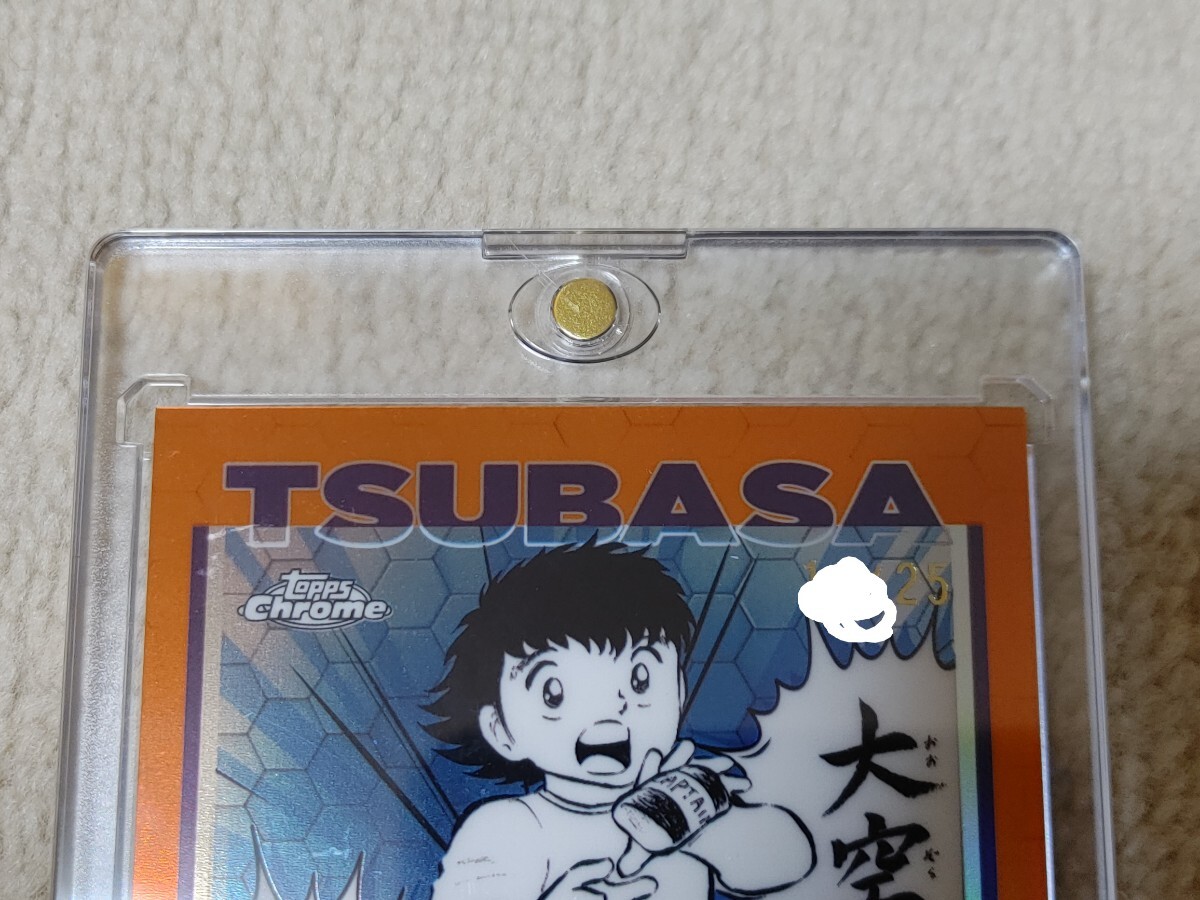 TSUBASA
Topps
Chrome
25
CAPTAIN
大空
おおぞら